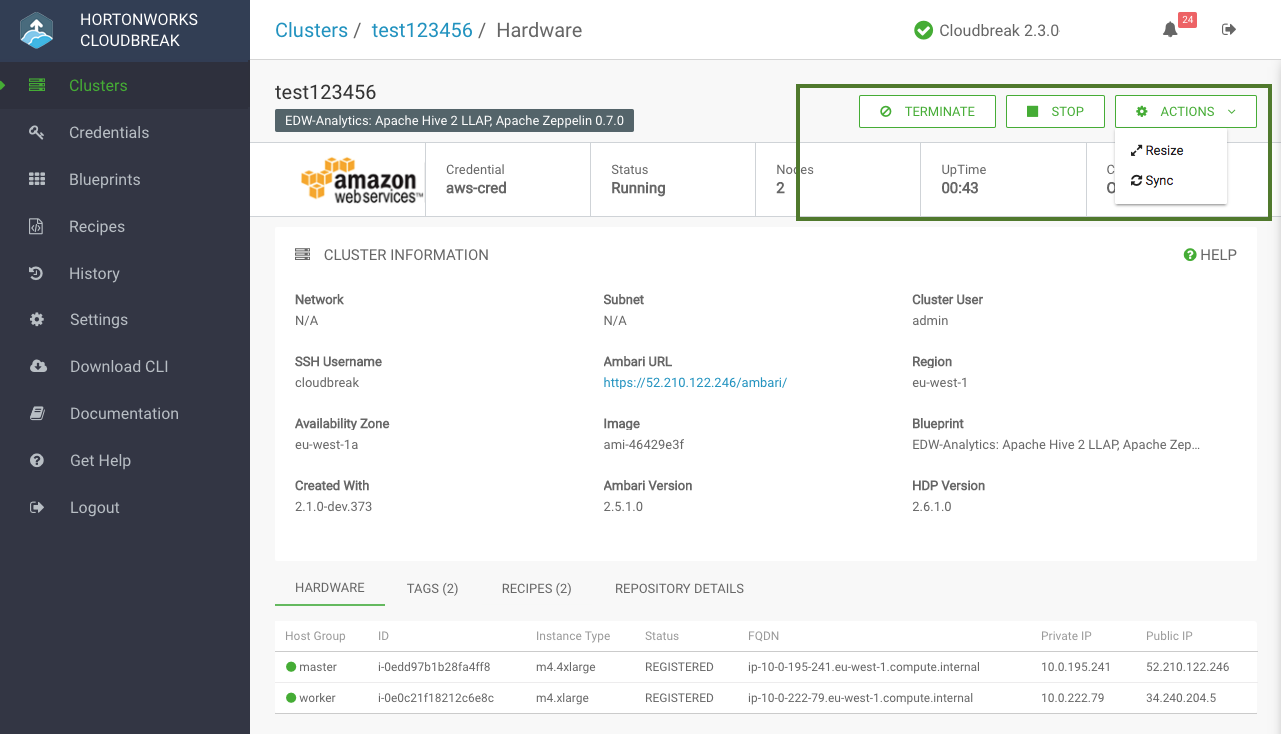 HORTONWORKS
CLOUDBREAK
Clusters
Credentials
Blueprints
Recipes
History
Settings
Download CLI
Documentation
Get Help
Logout
Clusters / test123456 / Hardware
Cloudbreak 2.3.0
24
test123456
EDW-Analytics: Apache Hive 2 LLAP, Apache Zeppelin 0.7.0
TERMINATE STOP ACTIONS
Resize
Sync
amazon
webservices™
Credential
aws-cred
Status
Running
Nodes
2
UpTime
00:43
C
O
CLUSTER INFORMATION
HELP
Network Subnet Cluster User
N/A N/A admin
SSH Username Ambari URL Region
cloudbreak https://52.210.122.246/ambari/ eu-west-1
Availability Zone Image Blueprint
eu-west-1a ami-46429e3f EDW-Analytics: Apache Hive 2 LLAP, Apache Zep...
Created With Ambari Version HDP Version
2.1.0-dev.373 2.5.1.0 2.6.1.0
HARDWARE TAGS (2) RECIPES (2) REPOSITORY DETAILS
Host Group ID Instance Type Status FQDN Private IP Public IP
master i-0edd97b1b28fa4ff8 m4.4xlarge REGISTERED ip-10-0-195-241.eu-west-1.compute.internal 10.0.195.241 52.210.122.246
worker i-0e0c21f18212c6e8c m4.xlarge REGISTERED ip-10-0-222-79.eu-west-1.compute.internal 10.0.222.79 34.240.204.5